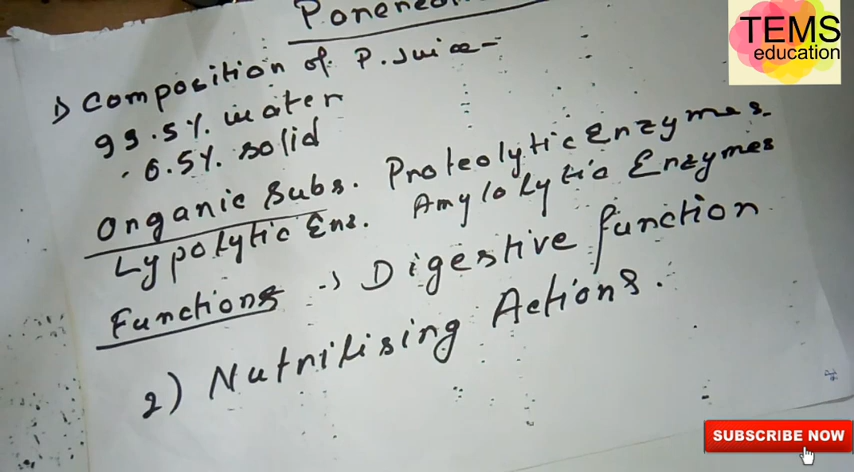 1) Composition of P. Juice -
99.5% water
0.5% solid
Organic Subs. Proteolytic Enzymes.
Lypolytic Ens. Amylolytic Enzymes
Functions → Digestive function
2) Nutrilising Actions.
TEMS
education
SUBSCRIBE NOW